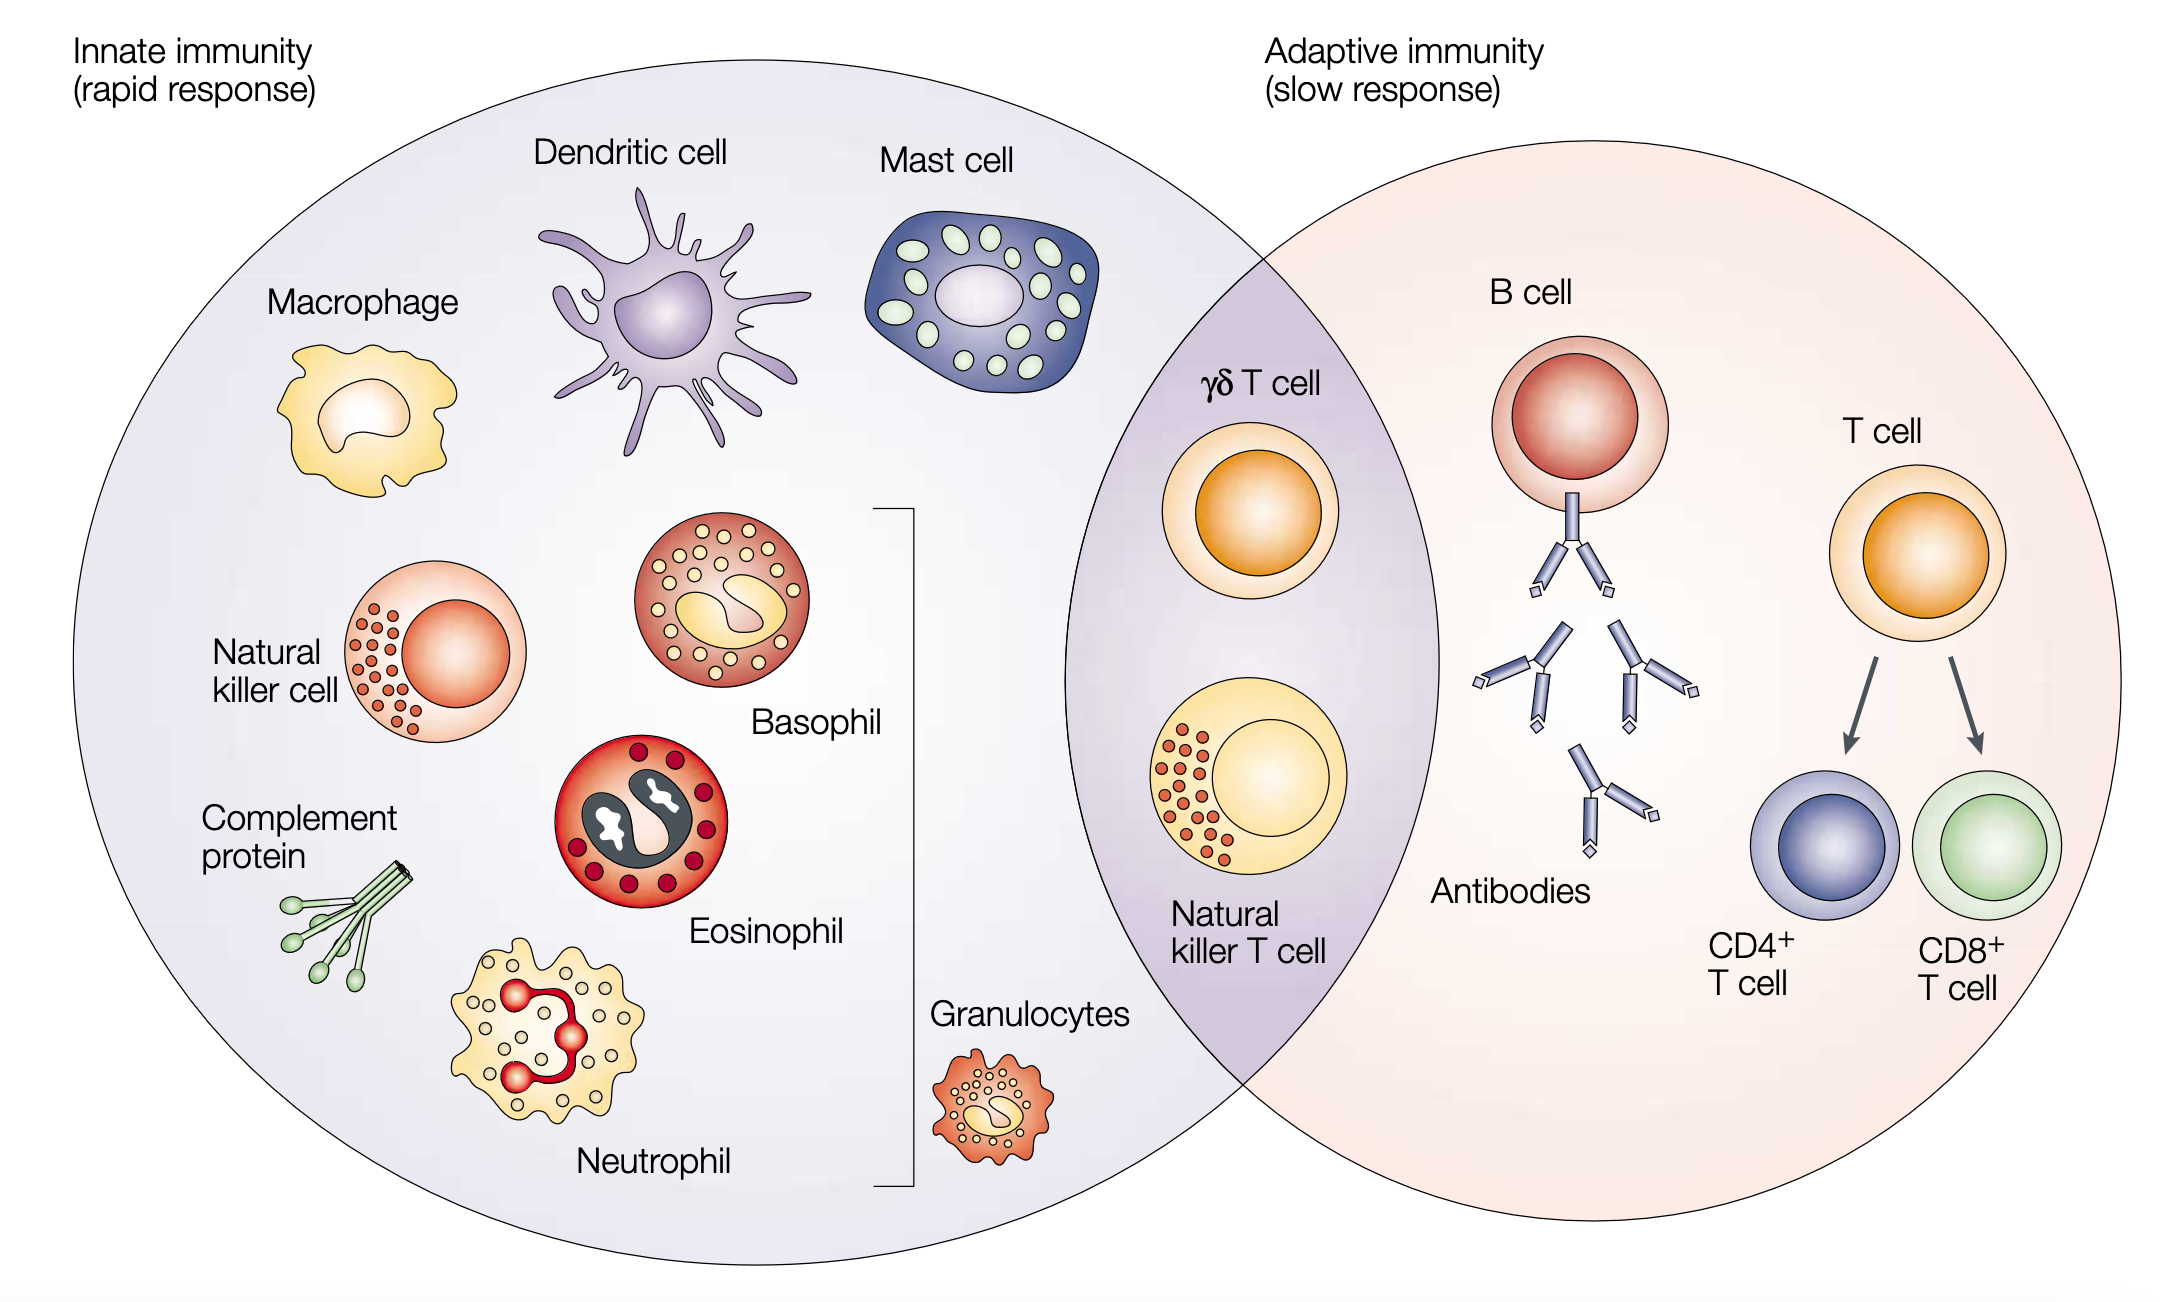 Innate immunity
(rapid response)
Adaptive immunity
(slow response)
Dendritic cell
Mast cell
Macrophage
B cell
γδ T cell
T cell
Natural
killer cell
Basophil
Complement
protein
Eosinophil
Antibodies
Natural
killer T cell
CD4⁺
T cell
CD8⁺
T cell
Granulocytes
Neutrophil